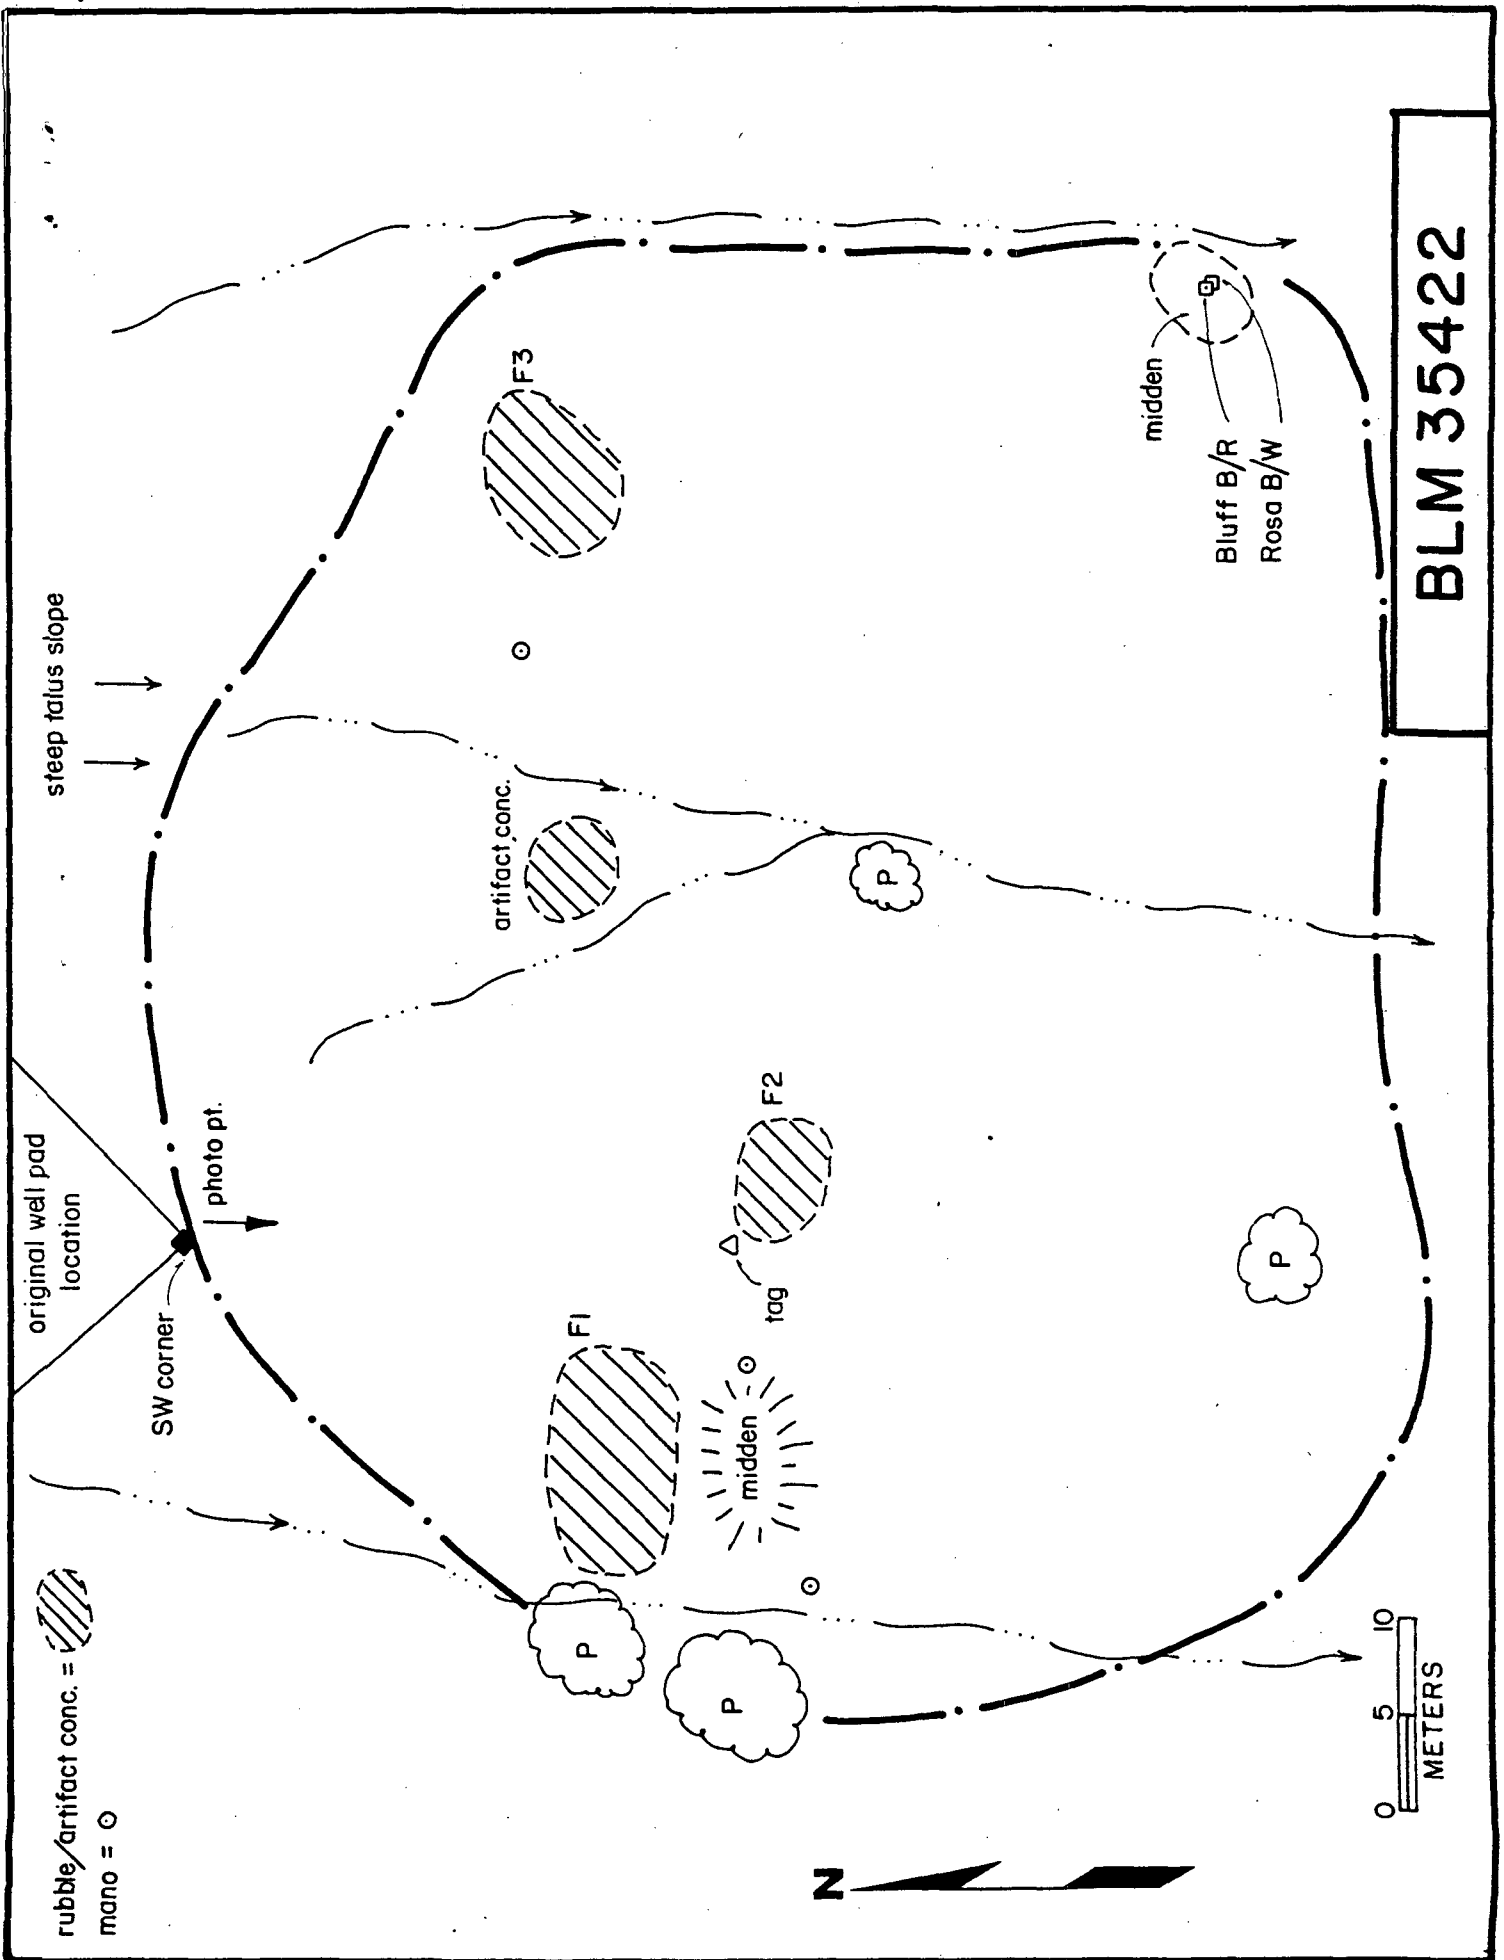 rubble/artifact conc. =
mano =
original well pad
location
steep talus slope
SW corner
photo pt.
artifact conc.
F3
F1
F2
midden
tag
P
P
P
P
midden
Bluff B/R
Rosa B/W
N
0 5 10
METERS
BLM 35422